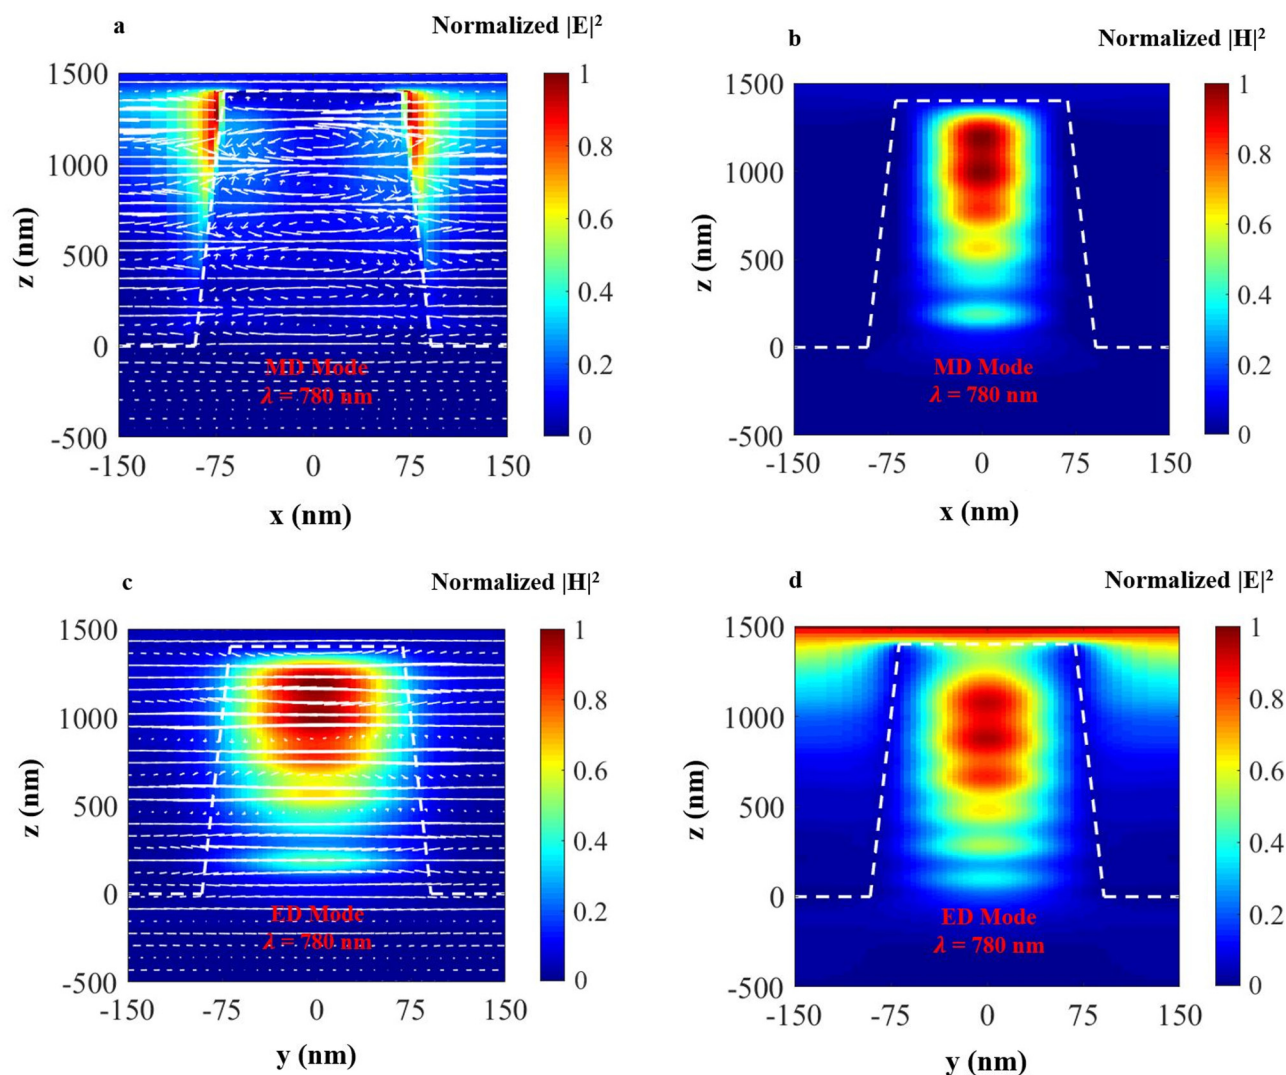 a
Normalized |E|²
1500
1000
500
0
-500
z (nm)
-150
-75
0
75
150
x (nm)
1
0.8
0.6
0.4
0.2
0
MD Mode
λ = 780 nm
b
Normalized |H|²
1500
1000
500
0
-500
z (nm)
-150
-75
0
75
150
x (nm)
1
0.8
0.6
0.4
0.2
0
MD Mode
λ = 780 nm
c
Normalized |H|²
1500
1000
500
0
-500
z (nm)
-150
-75
0
75
150
y (nm)
1
0.8
0.6
0.4
0.2
0
ED Mode
λ = 780 nm
d
Normalized |E|²
1500
1000
500
0
-500
z (nm)
-150
-75
0
75
150
y (nm)
1
0.8
0.6
0.4
0.2
0
ED Mode
λ = 780 nm